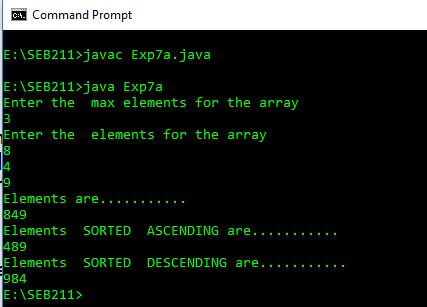 Command Prompt
E:\SEB211>javac Exp7a.java
E:\SEB211>java Exp7a
Enter the  max elements for the array
3
Enter the  elements for the array
8
4
9
Elements are...........
849
Elements  SORTED  ASCENDING are...........
489
Elements  SORTED  DESCENDING are...........
984
E:\SEB211>